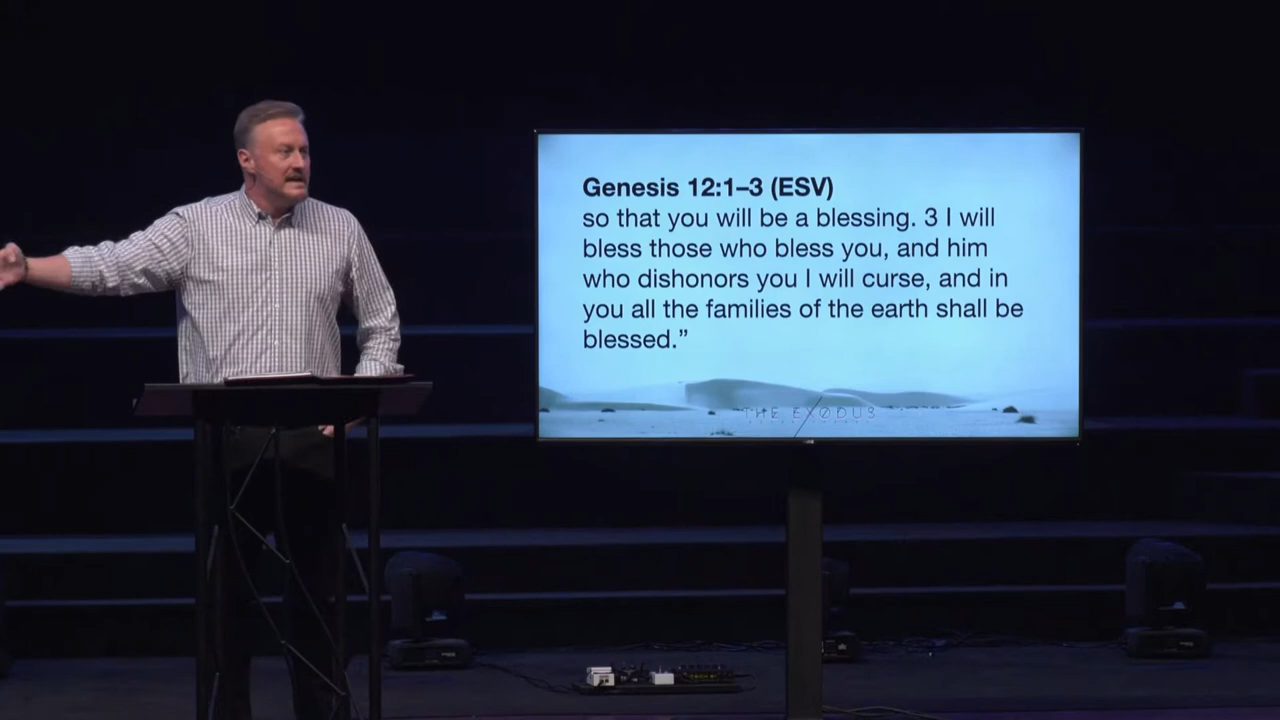 Genesis 12:1–3 (ESV)
so that you will be a blessing. 3 I will
bless those who bless you, and him
who dishonors you I will curse, and in
you all the families of the earth shall be
blessed.”
THE EXODUS